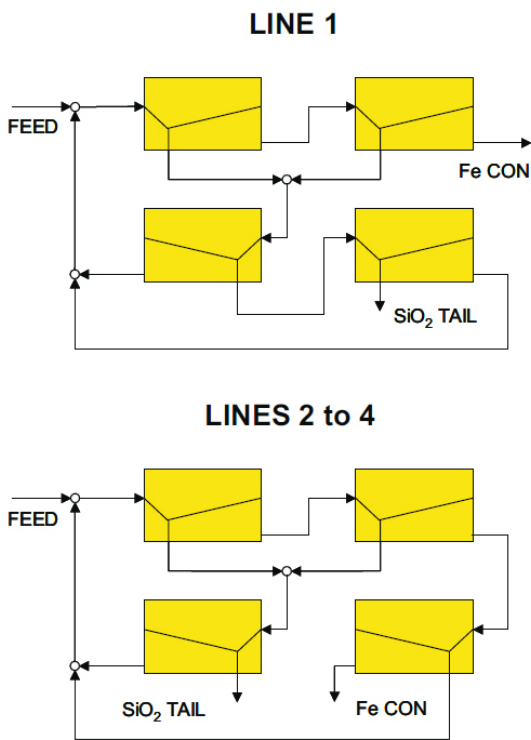 LINE 1
FEED
Fe CON
SiO₂ TAIL
LINES 2 to 4
FEED
SiO₂ TAIL
Fe CON